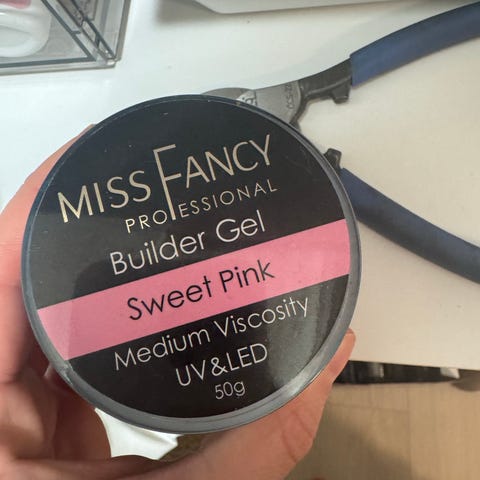 MISS FANCY
PROFESSIONAL
Builder Gel
Sweet Pink
Medium Viscosity
UV&LED
50g